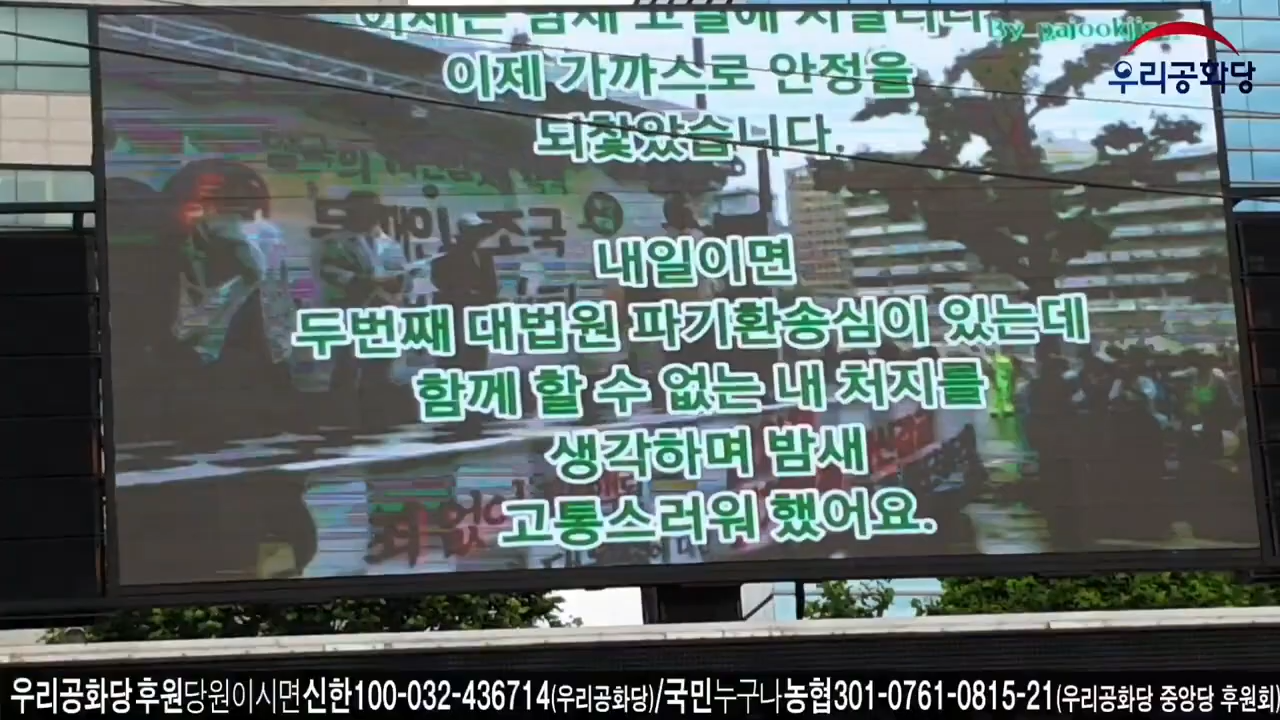 이제 가까스로 안정을
되찾았습니다.
내일이면
두번째 대법원 파기환송심이 있는데
함께 할 수 없는 내 처지를
생각하며 밤새
고통스러워 했어요.
By pajookji
우리공화당
조국
우리공화당후원당원이시면신한100-032-436714(우리공화당)/국민누구나농협301-0761-0815-21(우리공화당 중앙당 후원회)